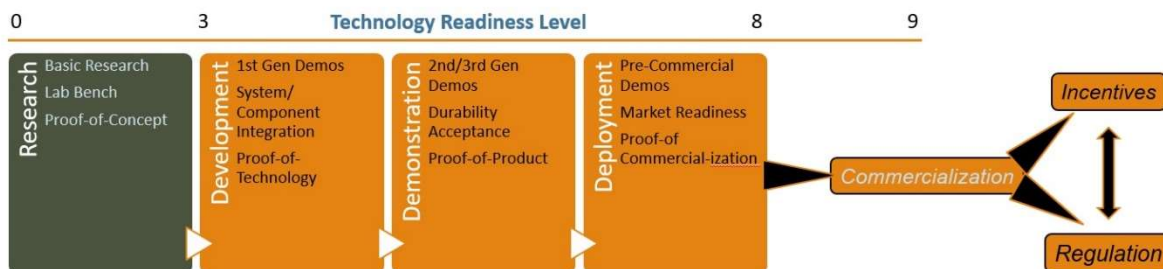 0 3 Technology Readiness Level 8 9
Research
Basic Research
Lab Bench
Proof-of-Concept
Development
1st Gen Demos
System/
Component
Integration
Proof-of-
Technology
Demonstration
2nd/3rd Gen
Demos
Durability
Acceptance
Proof-of-Product
Deployment
Pre-Commercial
Demos
Market Readiness
Proof-of
Commercial-ization
Commercialization
Incentives
Regulation